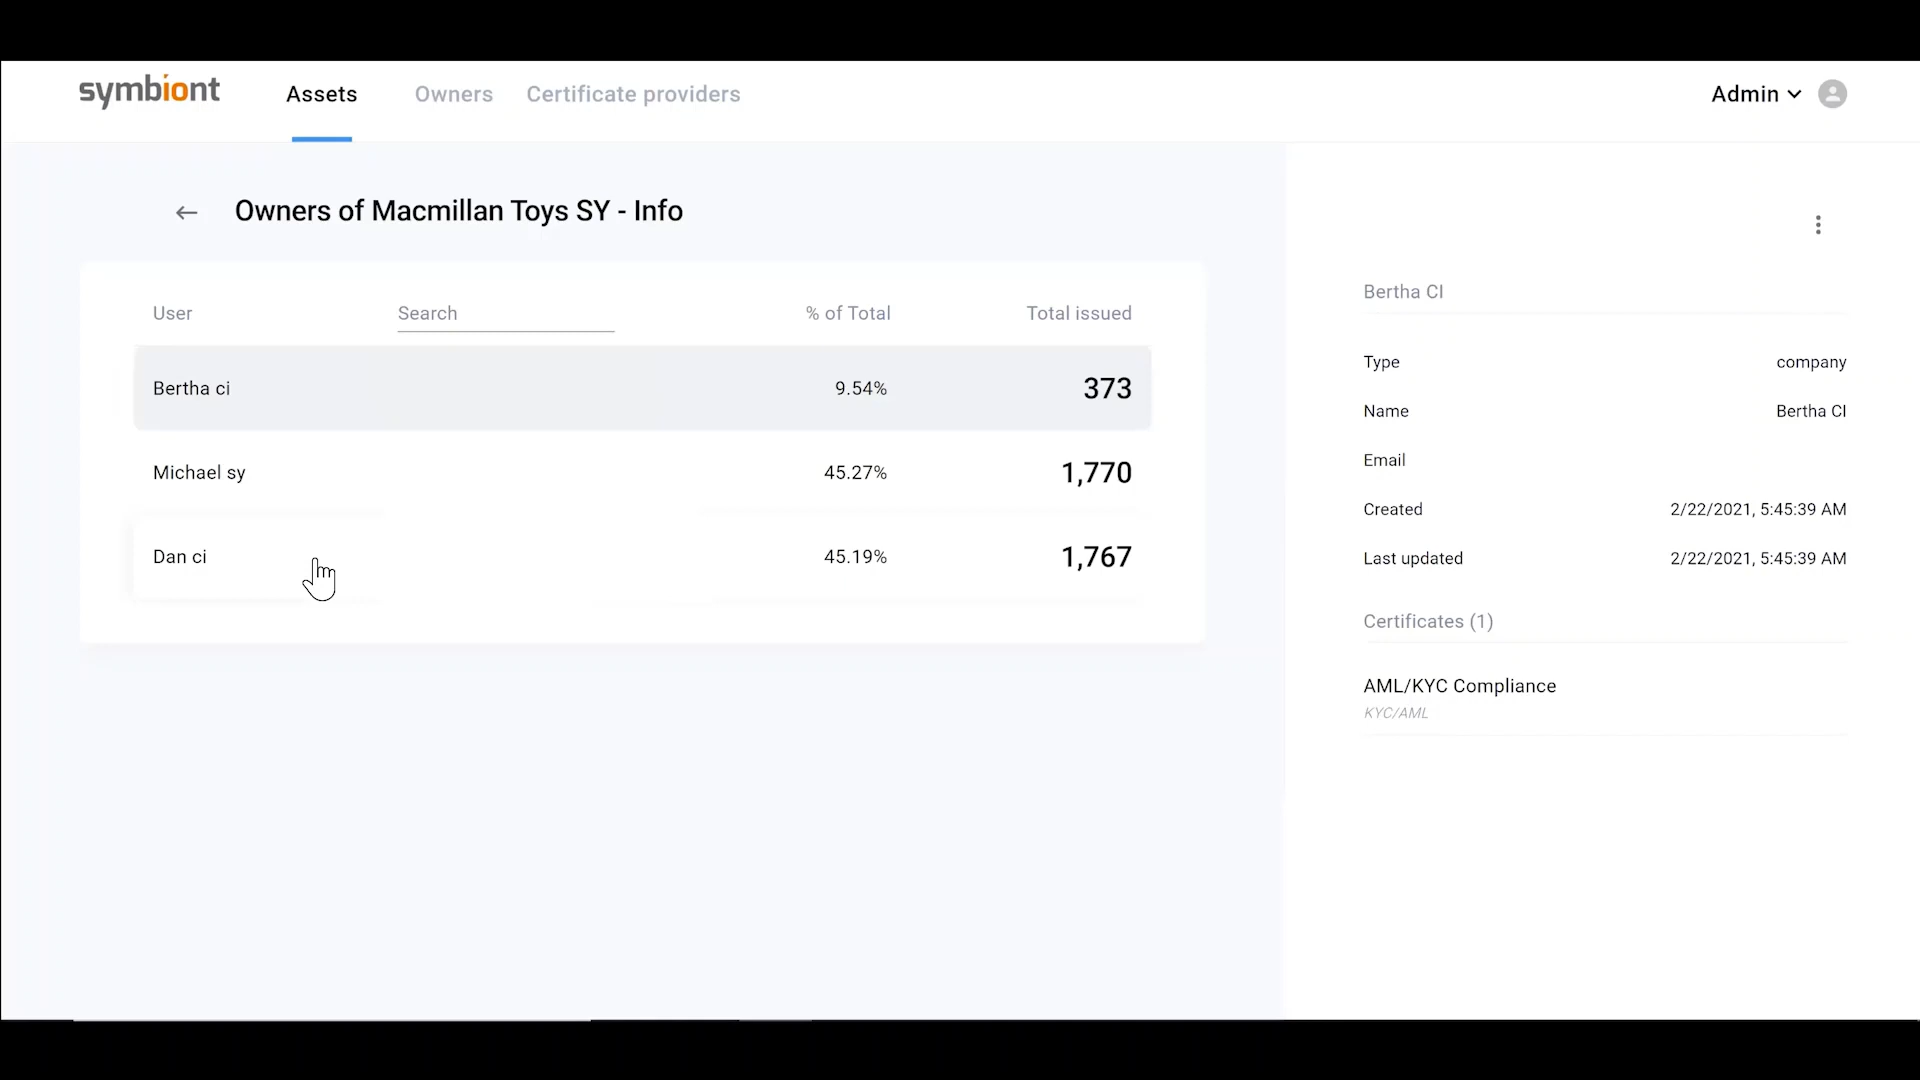 symbiont
Assets Owners Certificate providers
Admin
Owners of Macmillan Toys SY - Info
User Search % of Total Total issued
Bertha ci 9.54% 373
Michael sy 45.27% 1,770
Dan ci 45.19% 1,767
Bertha CI
Type company
Name Bertha CI
Email
Created 2/22/2021, 5:45:39 AM
Last updated 2/22/2021, 5:45:39 AM
Certificates (1)
AML/KYC Compliance
KYC/AML